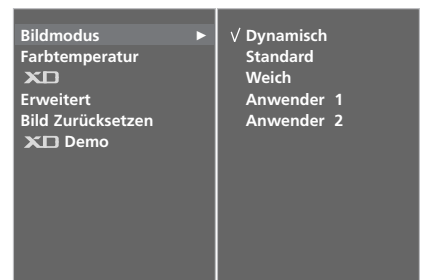 Bildmodus ►
Farbtemperatur
XD
Erweitert
Bild Zurücksetzen
XD Demo
√ Dynamisch
Standard
Weich
Anwender 1
Anwender 2